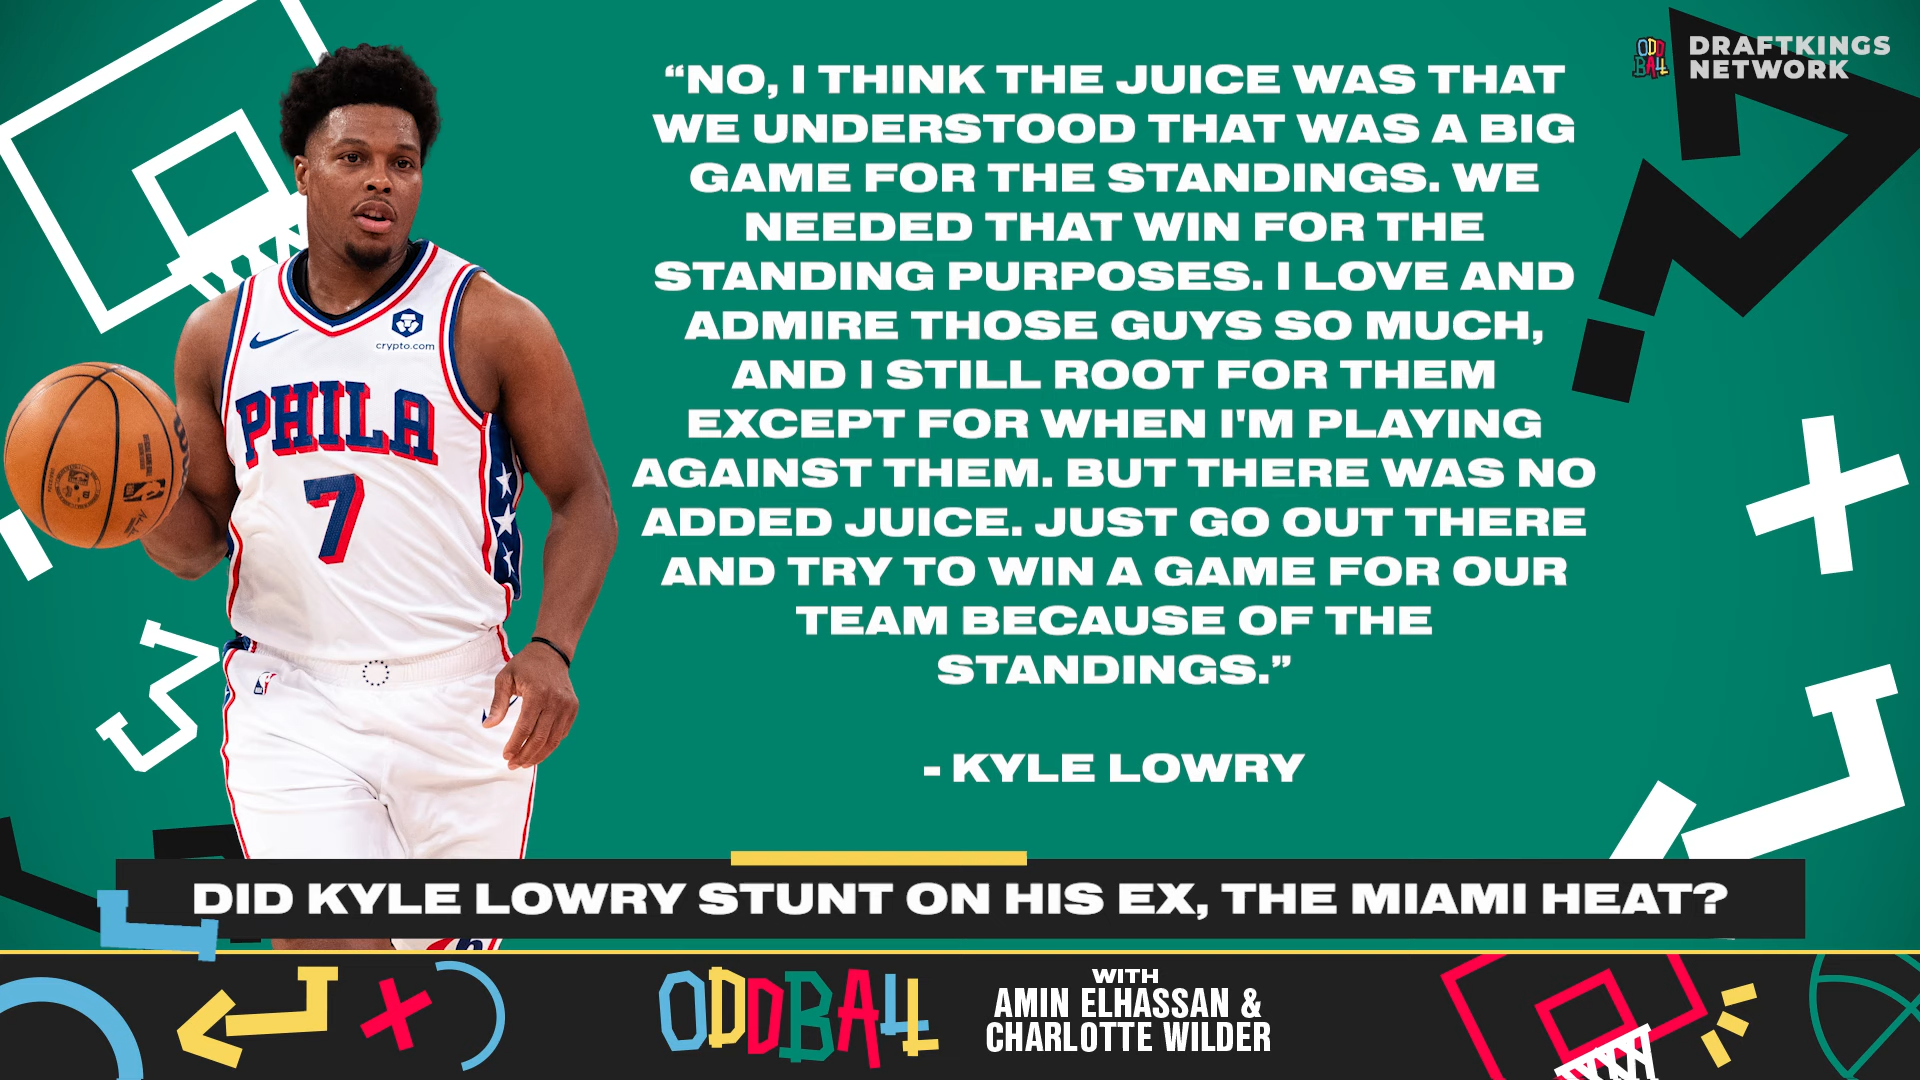 DRAFTKINGS
NETWORK
ODD
BALL
“NO, I THINK THE JUICE WAS THAT
WE UNDERSTOOD THAT WAS A BIG
GAME FOR THE STANDINGS. WE
NEEDED THAT WIN FOR THE
STANDING PURPOSES. I LOVE AND
ADMIRE THOSE GUYS SO MUCH,
AND I STILL ROOT FOR THEM
EXCEPT FOR WHEN I'M PLAYING
AGAINST THEM. BUT THERE WAS NO
ADDED JUICE. JUST GO OUT THERE
AND TRY TO WIN A GAME FOR OUR
TEAM BECAUSE OF THE
STANDINGS.”
- KYLE LOWRY
crypto.com
PHILA
7
DID KYLE LOWRY STUNT ON HIS EX, THE MIAMI HEAT?
ODDBALL
WITH
AMIN ELHASSAN &
CHARLOTTE WILDER